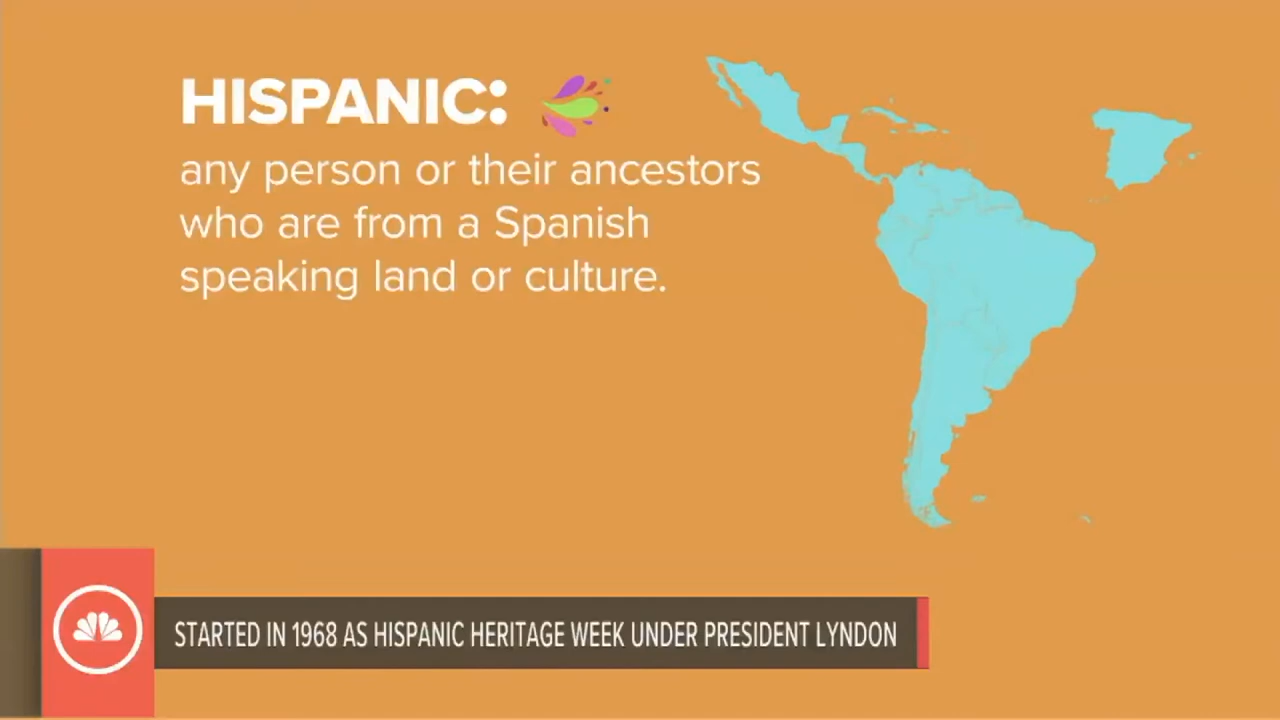 HISPANIC:
any person or their ancestors
who are from a Spanish
speaking land or culture.
STARTED IN 1968 AS HISPANIC HERITAGE WEEK UNDER PRESIDENT LYNDON